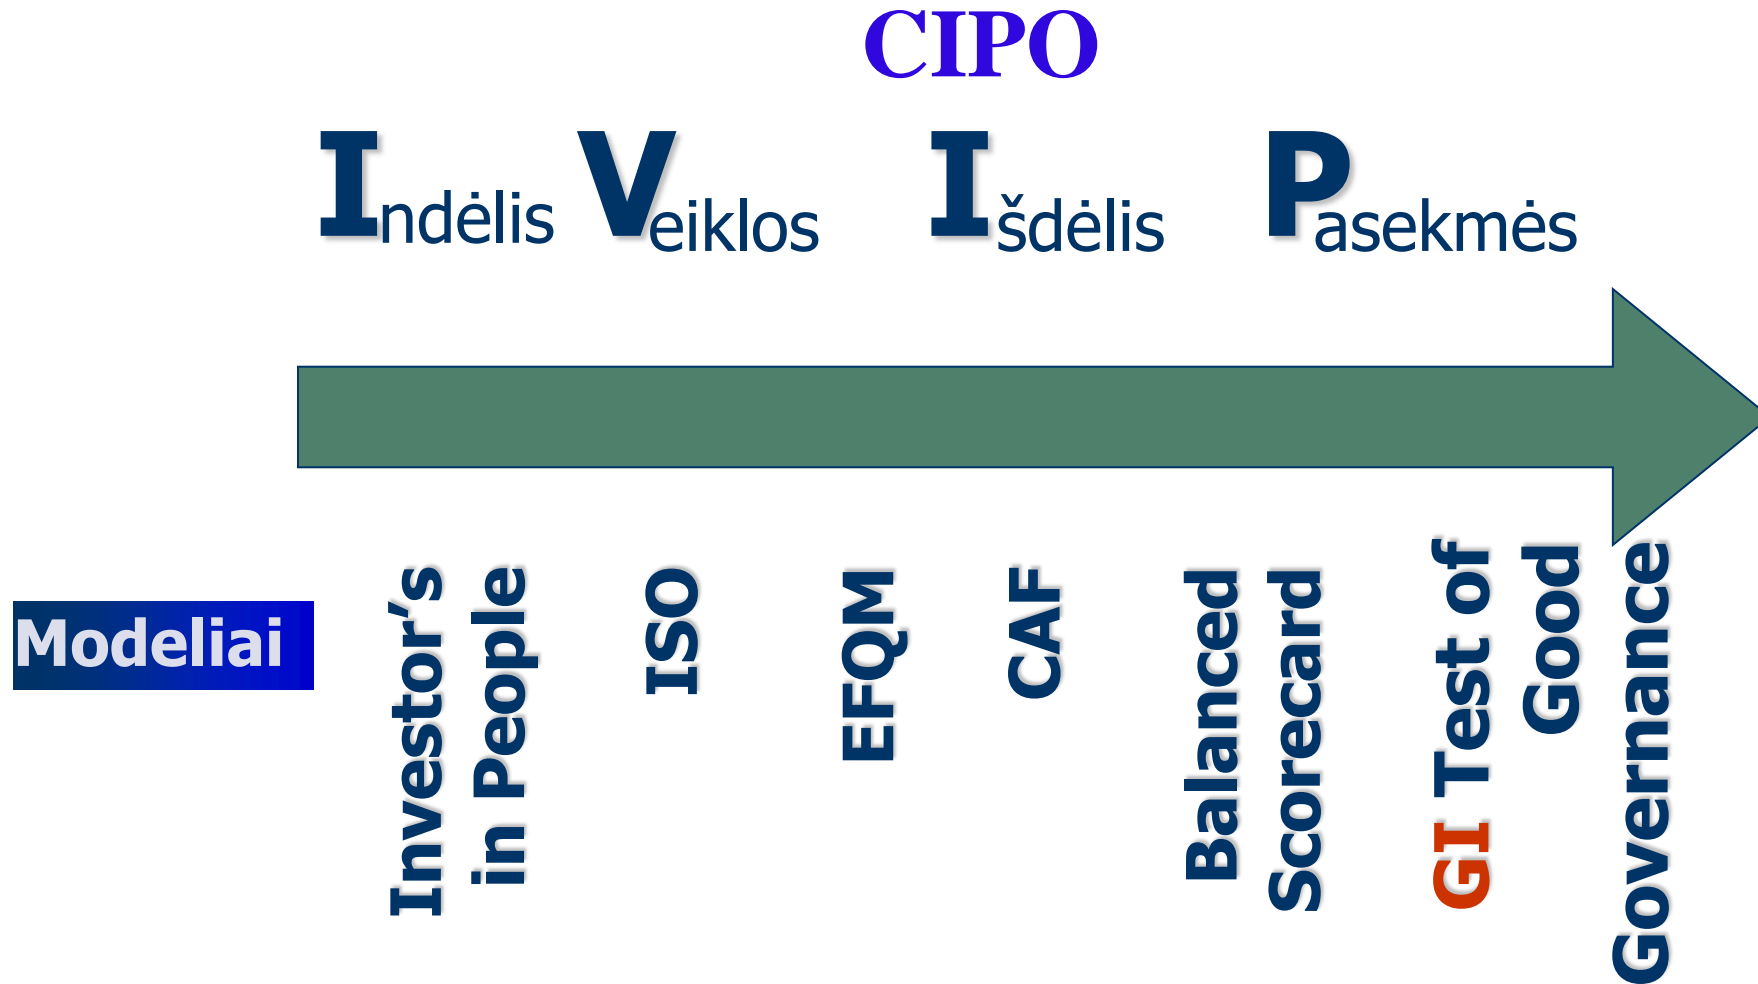 CIPO
Indėlis Veiklos Išdėlis Pasekmės
Modeliai
Investor’s
in People
ISO
EFQM
CAF
Balanced
Scorecard
GI Test of
Good
Governance